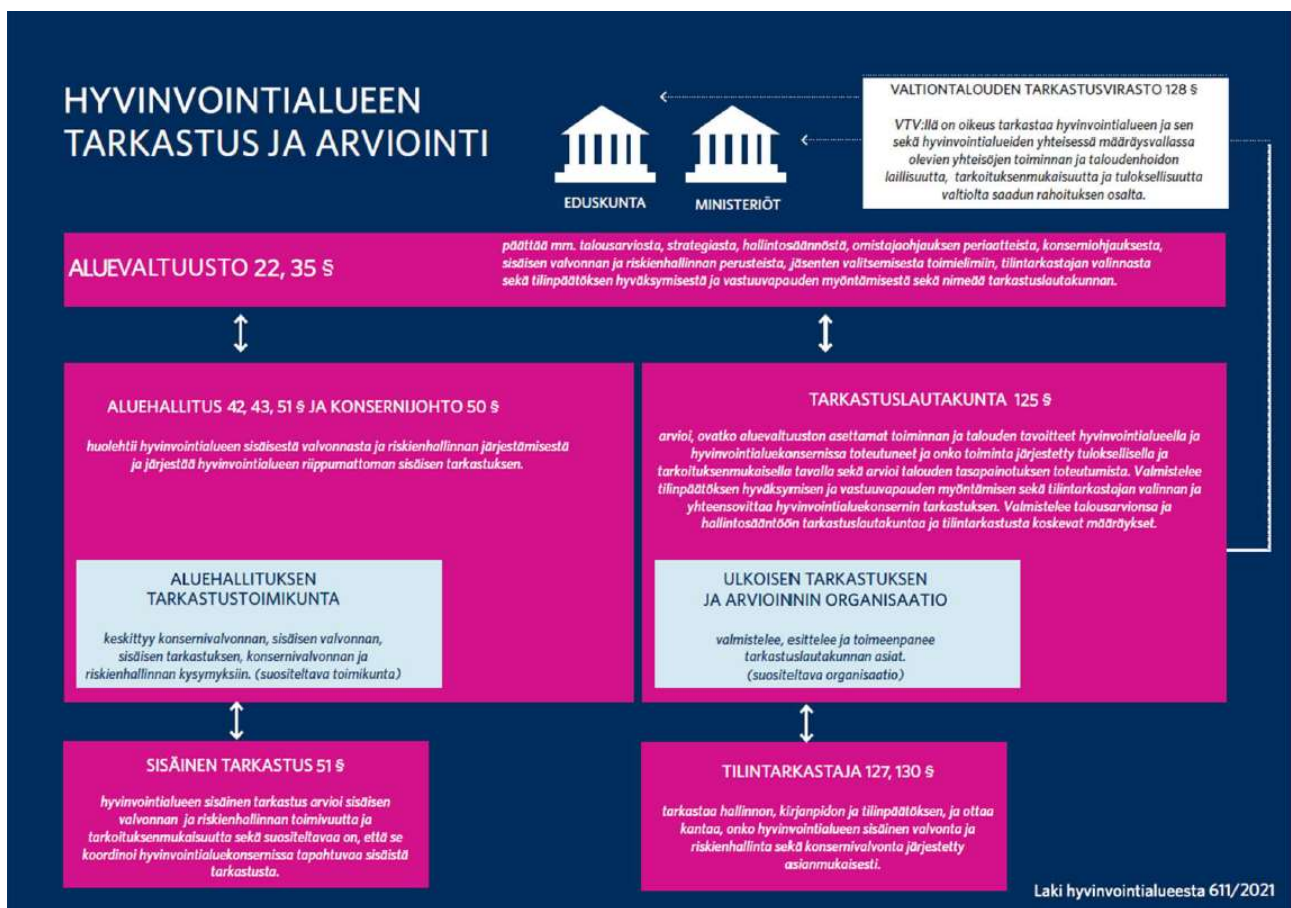 HYVINVOINTIALUEEN
TARKASTUS JA ARVIOINTI
EDUSKUNTA
MINISTERIÖT
VALTIONTALOUDEN TARKASTUSVIRASTO 128 §
VTV:llä on oikeus tarkastaa hyvinvointialueen ja sen
sekä hyvinvointialueiden yhteisessä määräysvallassa
olevien yhteisöjen toiminnan ja taloudenhoidon
laillisuutta, tarkoituksenmukaisuutta ja tuloksellisuutta
valtiolta saadun rahoituksen osalta.
ALUEVALTUUSTO 22, 35 §
päättää mm. talousarviosta, strategiasta, hallintosäännöstä, omistajaohjauksen periaatteista, konserniohjauksesta,
sisäisen valvonnan ja riskienhallinnan perusteista, jäsenten valitsemisesta toimielimiin, tilintarkastajan valinnasta
sekä tilinpäätöksen hyväksymisestä ja vastuuvapauden myöntämisestä sekä nimeää tarkastuslautakunnan.
ALUEHALLITUS 42, 43, 51 § JA KONSERNIJOHTO 50 §
huolehtii hyvinvointialueen sisäisestä valvonnasta ja riskienhallinnan järjestämisestä
ja järjestää hyvinvointialueen riippumattoman sisäisen tarkastuksen.
ALUEHALLITUKSEN
TARKASTUSTOIMIKUNTA
keskittyy konsernivalvonnan, sisäisen valvonnan,
sisäisen tarkastuksen, konsernivalvonnan ja
riskienhallinnan kysymyksiin. (suositeltava toimikunta)
TARKASTUSLAUTAKUNTA 125 §
arvioi, ovatko aluevaltuuston asettamat toiminnan ja talouden tavoitteet hyvinvointialueella ja
hyvinvointialuekonsernissa toteutuneet ja onko toiminta järjestetty tuloksellisella ja
tarkoituksenmukaisella tavalla sekä arvioi talouden tasapainotuksen toteutumista. Valmistelee
tilinpäätöksen hyväksymisen ja vastuuvapauden myöntämisen sekä tilintarkastajan valinnan ja
yhteensovittaa hyvinvointialuekonsernin tarkastuksen. Valmistelee talousarvionsa ja
hallintosääntöön tarkastuslautakuntaa ja tilintarkastusta koskevat määräykset.
ULKOISEN TARKASTUKSEN
JA ARVIOINNIN ORGANISAATIO
valmistelee, esittelee ja toimeenpanee
tarkastuslautakunnan asiat.
(suositeltava organisaatio)
SISÄINEN TARKASTUS 51 §
hyvinvointialueen sisäinen tarkastus arvioi sisäisen
valvonnan ja riskienhallinnan toimivuutta ja
tarkoituksenmukaisuutta sekä suositeltavaa on, että se
koordinoi hyvinvointialuekonsernissa tapahtuvaa sisäistä
tarkastusta.
TILINTARKASTAJA 127, 130 §
tarkastaa hallinnon, kirjanpidon ja tilinpäätöksen, ja ottaa
kantaa, onko hyvinvointialueen sisäinen valvonta ja
riskienhallinta sekä konsernivalvonta järjestetty
asianmukaisesti.
Laki hyvinvointialueesta 611/2021